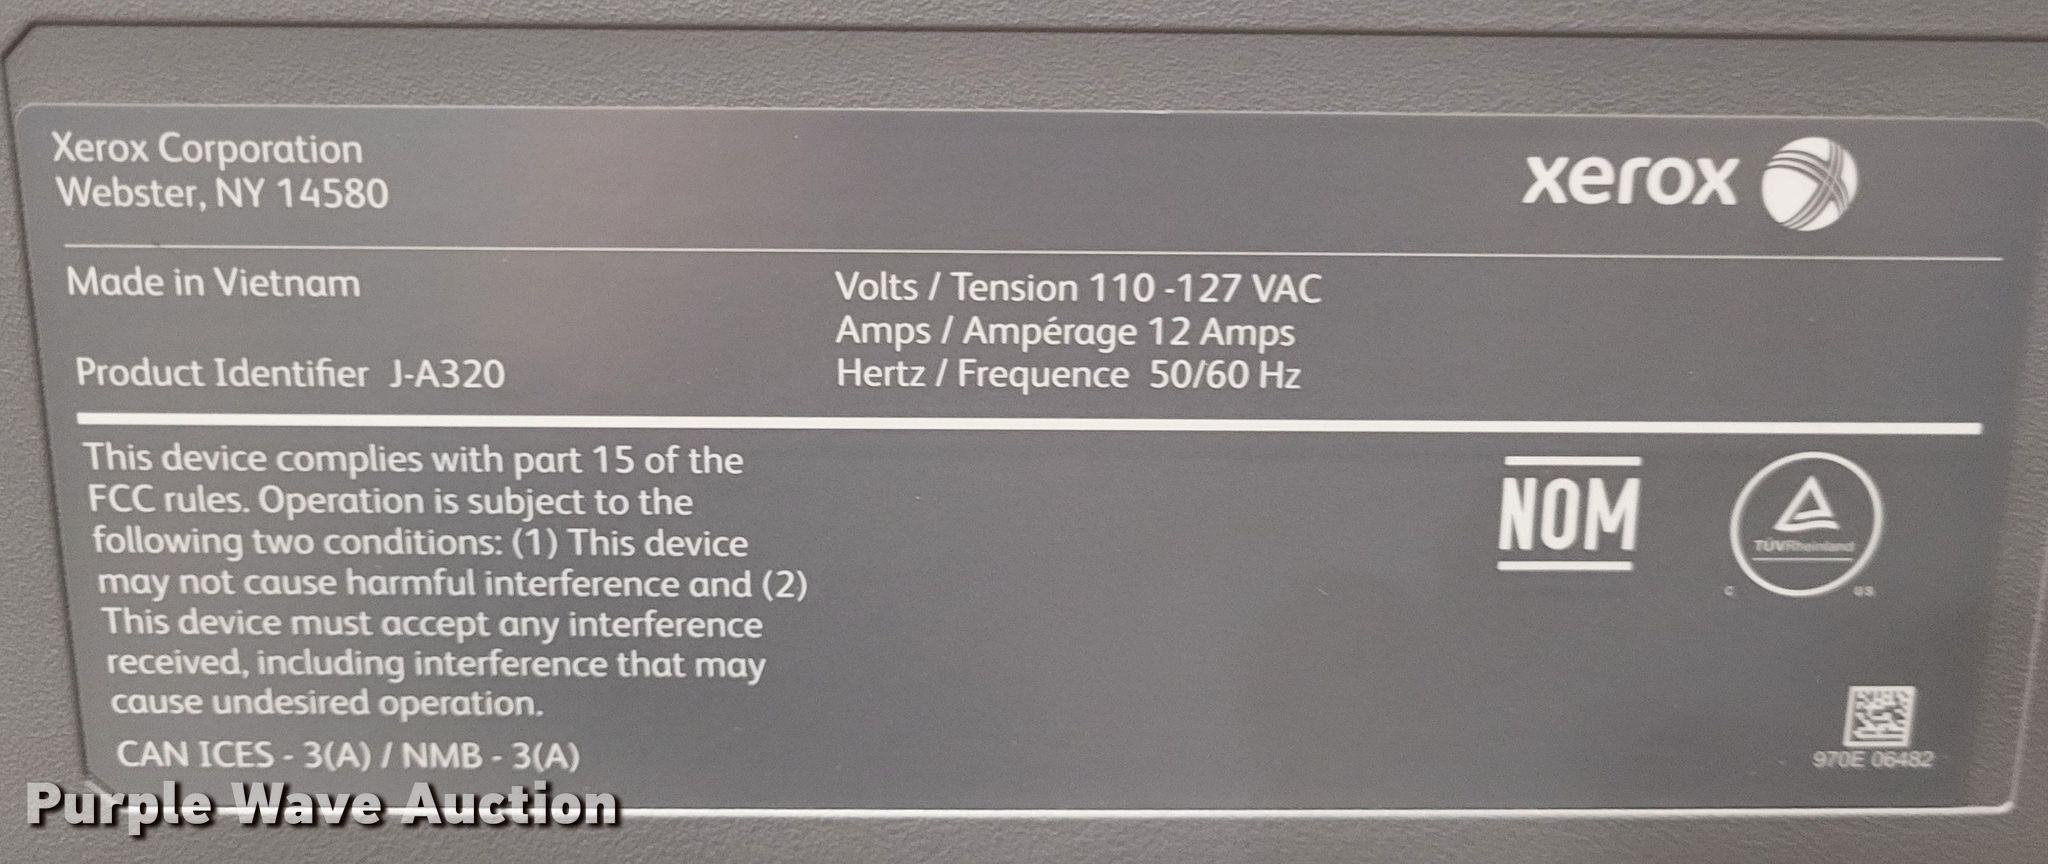 Xerox Corporation
Webster, NY 14580
xerox
Made in Vietnam
Product Identifier J-A320
Volts / Tension 110 -127 VAC
Amps / Ampérage 12 Amps
Hertz / Frequence 50/60 Hz
This device complies with part 15 of the
FCC rules. Operation is subject to the
following two conditions: (1) This device
may not cause harmful interference and (2)
This device must accept any interference
received, including interference that may
cause undesired operation.
CAN ICES - 3(A) / NMB - 3(A)
NOM
TÜVRheinland
C US
970E 06482
Purple Wave Auction